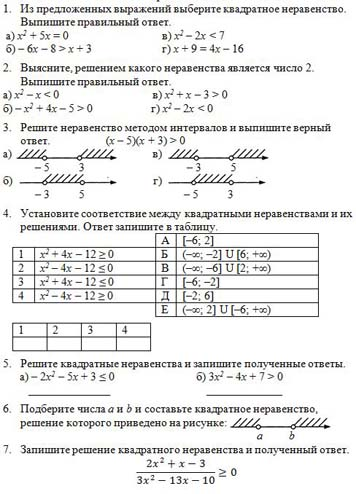 1. Из предложенных выражений выберите квадратное неравенство.
Выпишите правильный ответ.
а) x² + 5x = 0 в) x² – 2x < 7
б) – 6x – 8 > x + 3 г) x + 9 = 4x – 16
2. Выясните, решением какого неравенства является число 2.
Выпишите правильный ответ.
а) x² – x < 0 в) x² + x – 3 > 0
б) – x² + 4x – 5 > 0 г) x² – 2x < 0
3. Решите неравенство методом интервалов и выпишите верный
ответ. (x – 5)(x + 3) > 0
а) – 5 3 в) – 3 5
б) – 3 5 г) – 5 3
4. Установите соответствие между квадратными неравенствами и их
решениями. Ответ запишите в таблицу.
А [–6; 2]
1 x² + 4x – 12 ≥ 0 Б (–∞; –2] U [6; +∞)
2 x² – 4x – 12 ≤ 0 В (–∞; –6] U [2; +∞)
3 x² + 4x – 12 ≤ 0 Г [–6; –2]
4 x² – 4x – 12 ≥ 0 Д [–2; 6]
Е (–∞; 2] U [–6; +∞)
1 2 3 4
5. Решите квадратные неравенства и запишите полученные ответы.
а) – 2x² – 5x + 3 ≤ 0 б) 3x² – 4x + 7 > 0
6. Подберите числа a и b и составьте квадратное неравенство,
решение которого приведено на рисунке:
a b
7. Запишите решение квадратного неравенства и полученный ответ.
2x² + x – 3
3x² – 13x – 10 ≥ 0